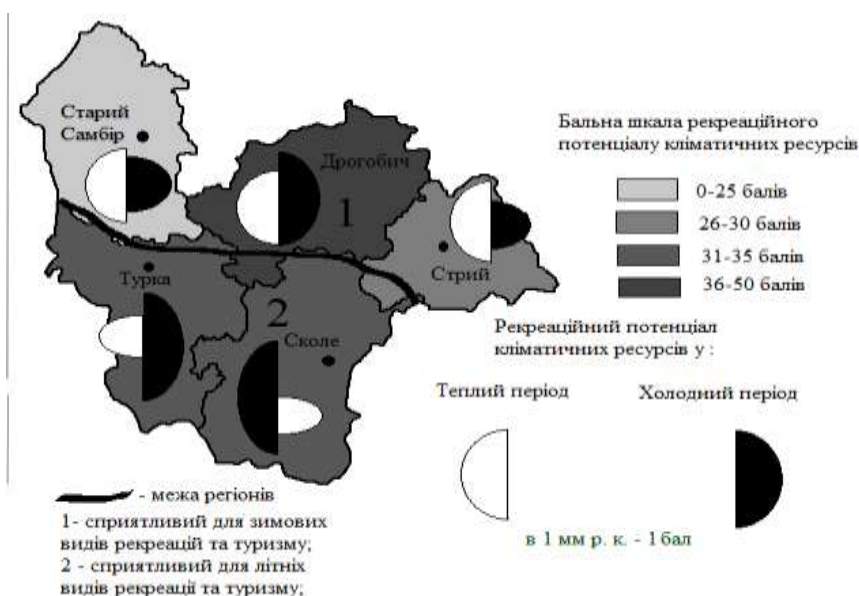 Старий
Самбір
Дрогобич
1
Стрий
Турка
2
Сколе
Бальна шкала рекреаційного
потенціалу кліматичних ресурсів
0-25 балів
26-30 балів
31-35 балів
36-50 балів
Рекреаційний потенціал
кліматичних ресурсів у :
Теплий період
Холодний період
в 1 мм р. к. - 1 бал
- межа регіонів
1- сприятливий для зимових
видів рекреацій та туризму;
2 - сприятливий для літніх
видів рекреації та туризму;